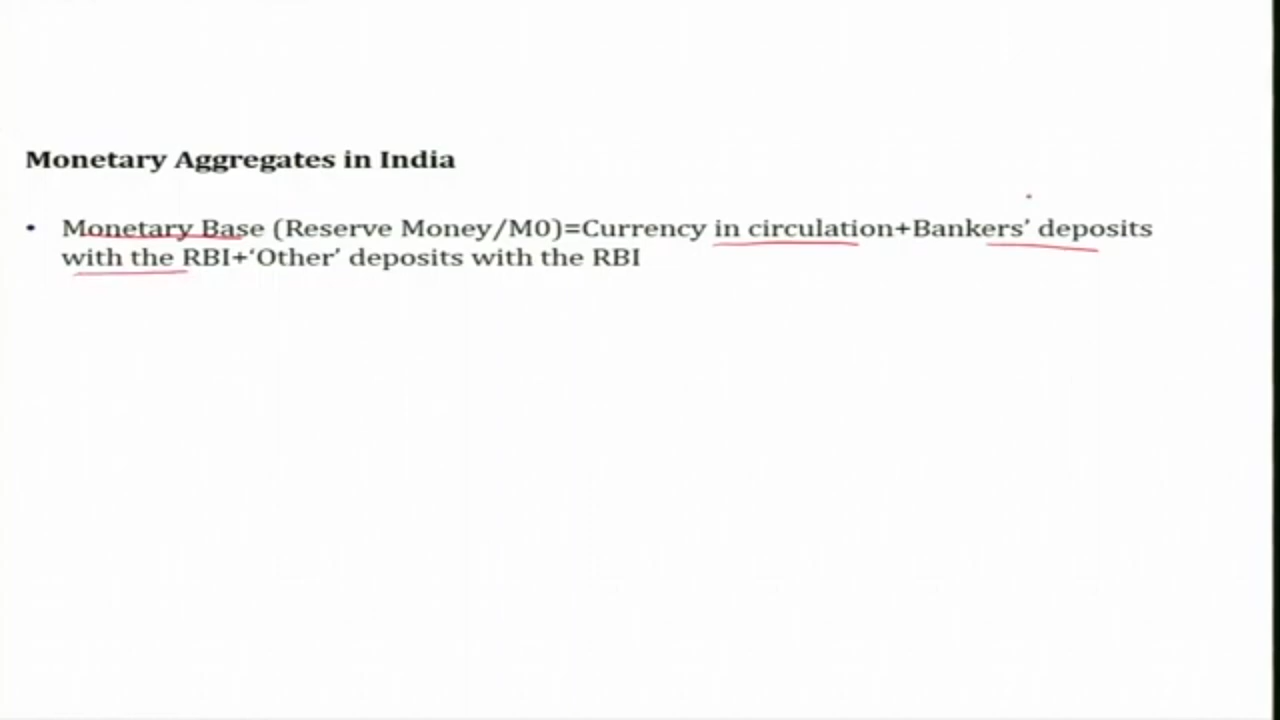 Monetary Aggregates in India
• Monetary Base (Reserve Money/M0)=Currency in circulation+Bankers’ deposits
with the RBI+‘Other’ deposits with the RBI